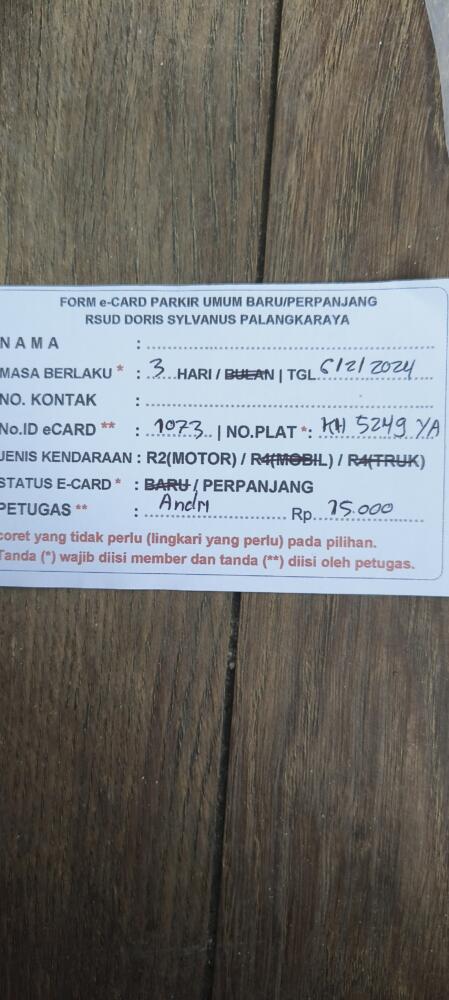 FORM e-CARD PARKIR UMUM BARU/PERPANJANG
RSUD DORIS SYLVANUS PALANGKARAYA
NAMA :
MASA BERLAKU * : 3 HARI / BULAN | TGL 6/2/2024
NO. KONTAK :
No.ID eCARD ** : 1073 | NO.PLAT *: KH 5249 YA
JENIS KENDARAAN : R2(MOTOR) / R4(MOBIL) / R4(TRUK)
STATUS E-CARD * : BARU / PERPANJANG
PETUGAS ** : Andri Rp. 15.000
coret yang tidak perlu (lingkari yang perlu) pada pilihan.
Tanda (*) wajib diisi member dan tanda (**) diisi oleh petugas.